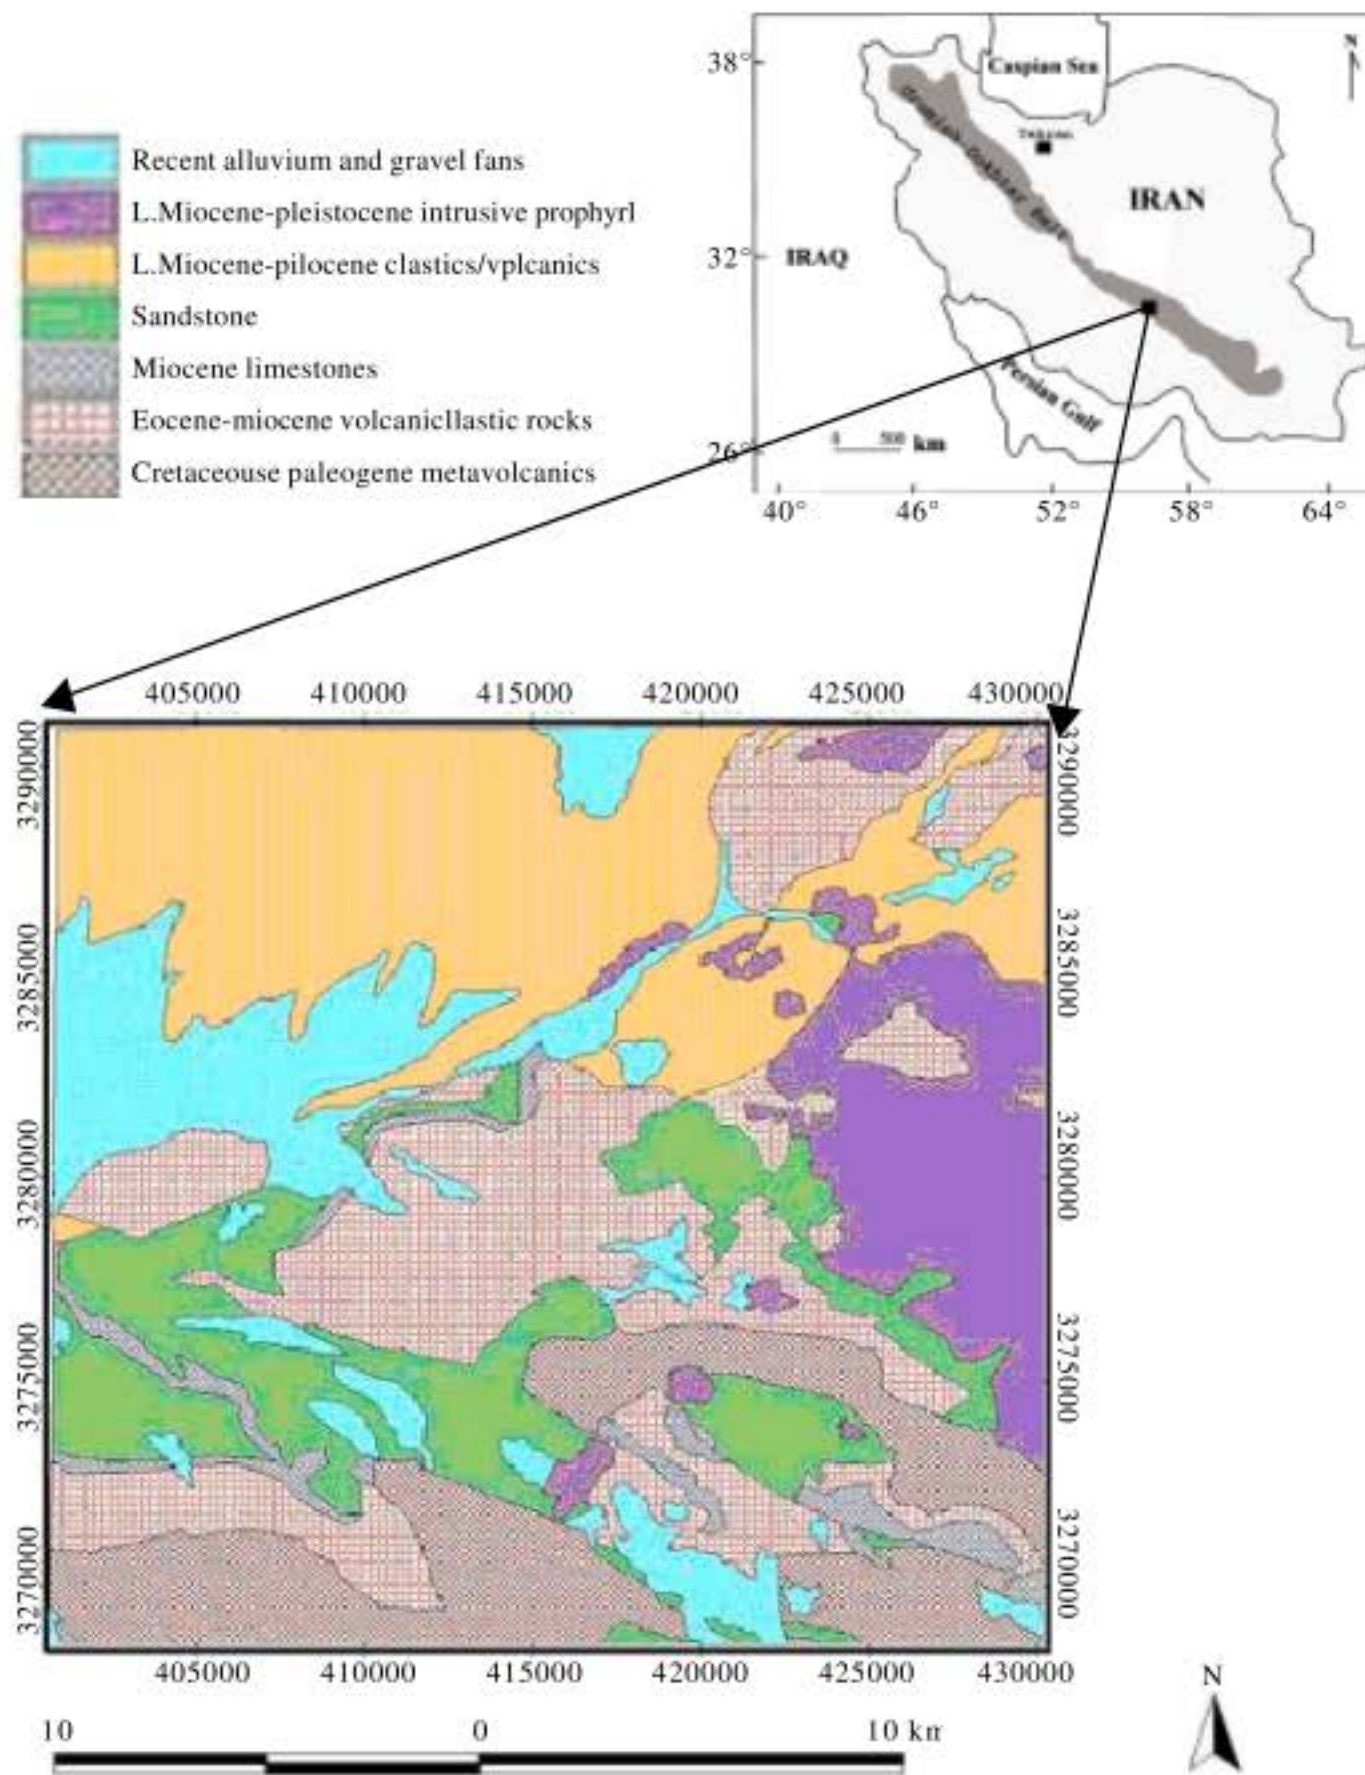 38°
Caspian Sea
N
Recent alluvium and gravel fans
L.Miocene-pleistocene intrusive prophyrl
IRAN
L.Miocene-pilocene clastics/vplcanics
32°
IRAQ
Sandstone
Miocene limestones
Persian Gulf
Eocene-miocene volcanicllastic rocks
0 500 km
26°
Cretaceouse paleogene metavolcanics
40° 46° 52° 58° 64°
405000 410000 415000 420000 425000 430000
3290000
3285000
3280000
3275000
3270000
3290000
3285000
3280000
3275000
3270000
405000 410000 415000 420000 425000 430000
N
10 0 10 km